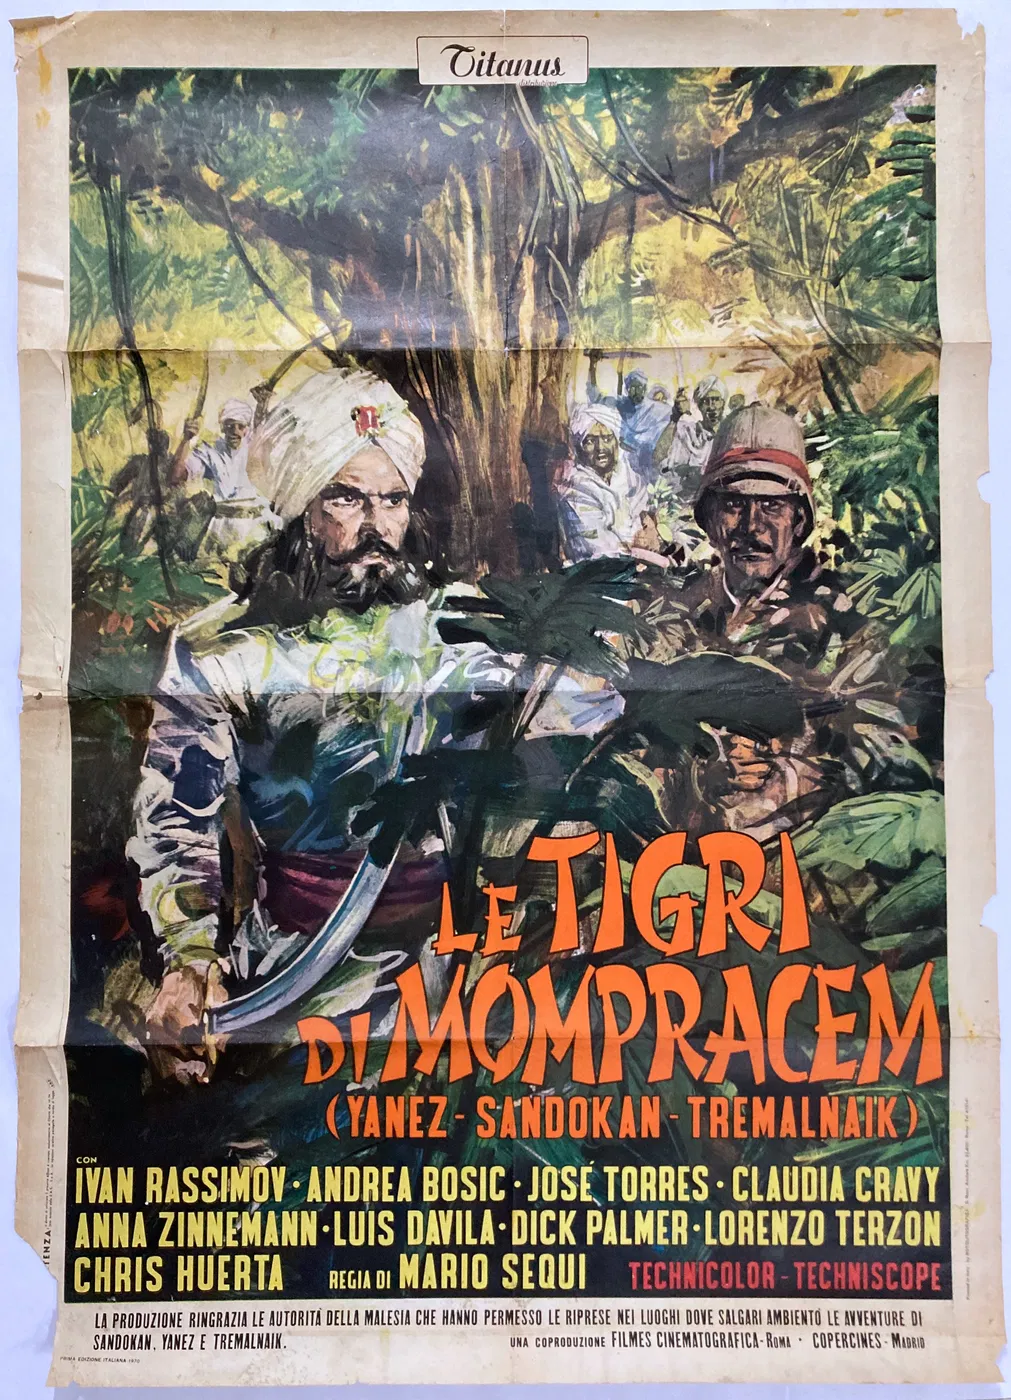 Titanus
distribuzione
LE TIGRI
DI MOMPRACEM
(YANEZ - SANDOKAN - TREMALNAIK)
CON
IVAN RASSIMOV · ANDREA BOSIC · JOSÉ TORRES · CLAUDIA CRAVY
ANNA ZINNEMANN · LUIS DAVILA · DICK PALMER · LORENZO TERZON
CHRIS HUERTA REGIA DI MARIO SEQUI TECHNICOLOR - TECHNISCOPE
LA PRODUZIONE RINGRAZIA LE AUTORITÀ DELLA MALESIA CHE HANNO PERMESSO LE RIPRESE NEI LUOGHI DOVE SALGARI AMBIENTÒ LE AVVENTURE DI
SANDOKAN, YANEZ E TREMALNAIK.
UNA COPRODUZIONE FILMES CINEMATOGRAFICA - ROMA · COPERCINES - MADRID
PRIMA EDIZIONE ITALIANA 1970